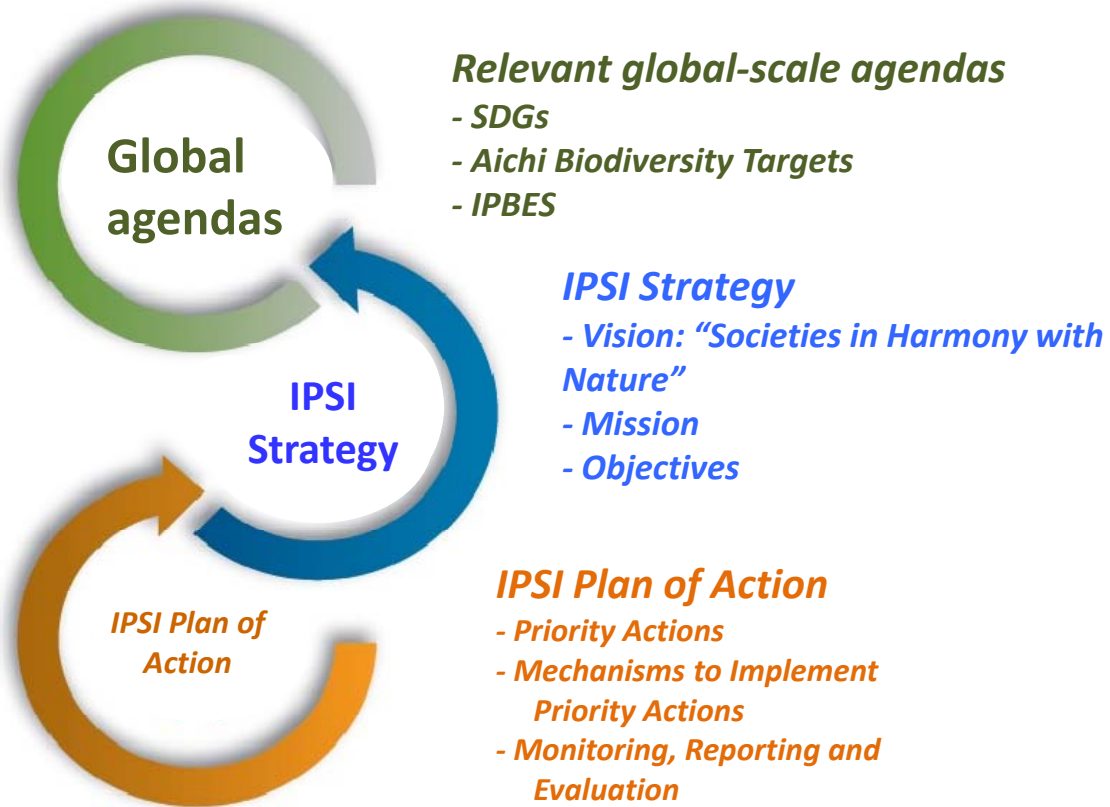 Global
agendas
Relevant global-scale agendas
- SDGs
- Aichi Biodiversity Targets
- IPBES
IPSI
Strategy
IPSI Strategy
- Vision: “Societies in Harmony with
Nature”
- Mission
- Objectives
IPSI Plan of
Action
IPSI Plan of Action
- Priority Actions
- Mechanisms to Implement
Priority Actions
- Monitoring, Reporting and
Evaluation